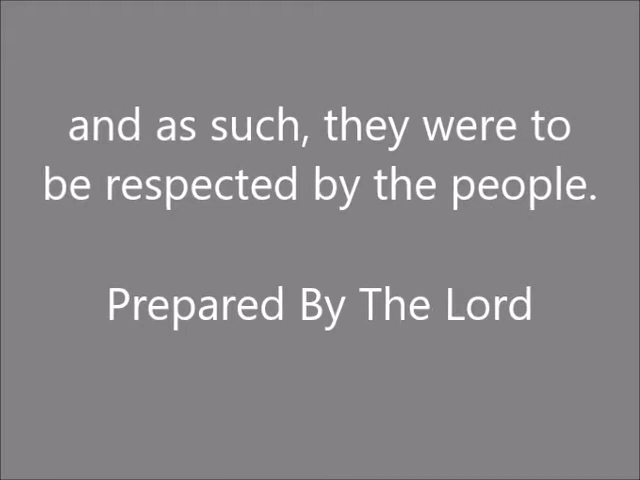 and as such, they were to
be respected by the people.
Prepared By The Lord